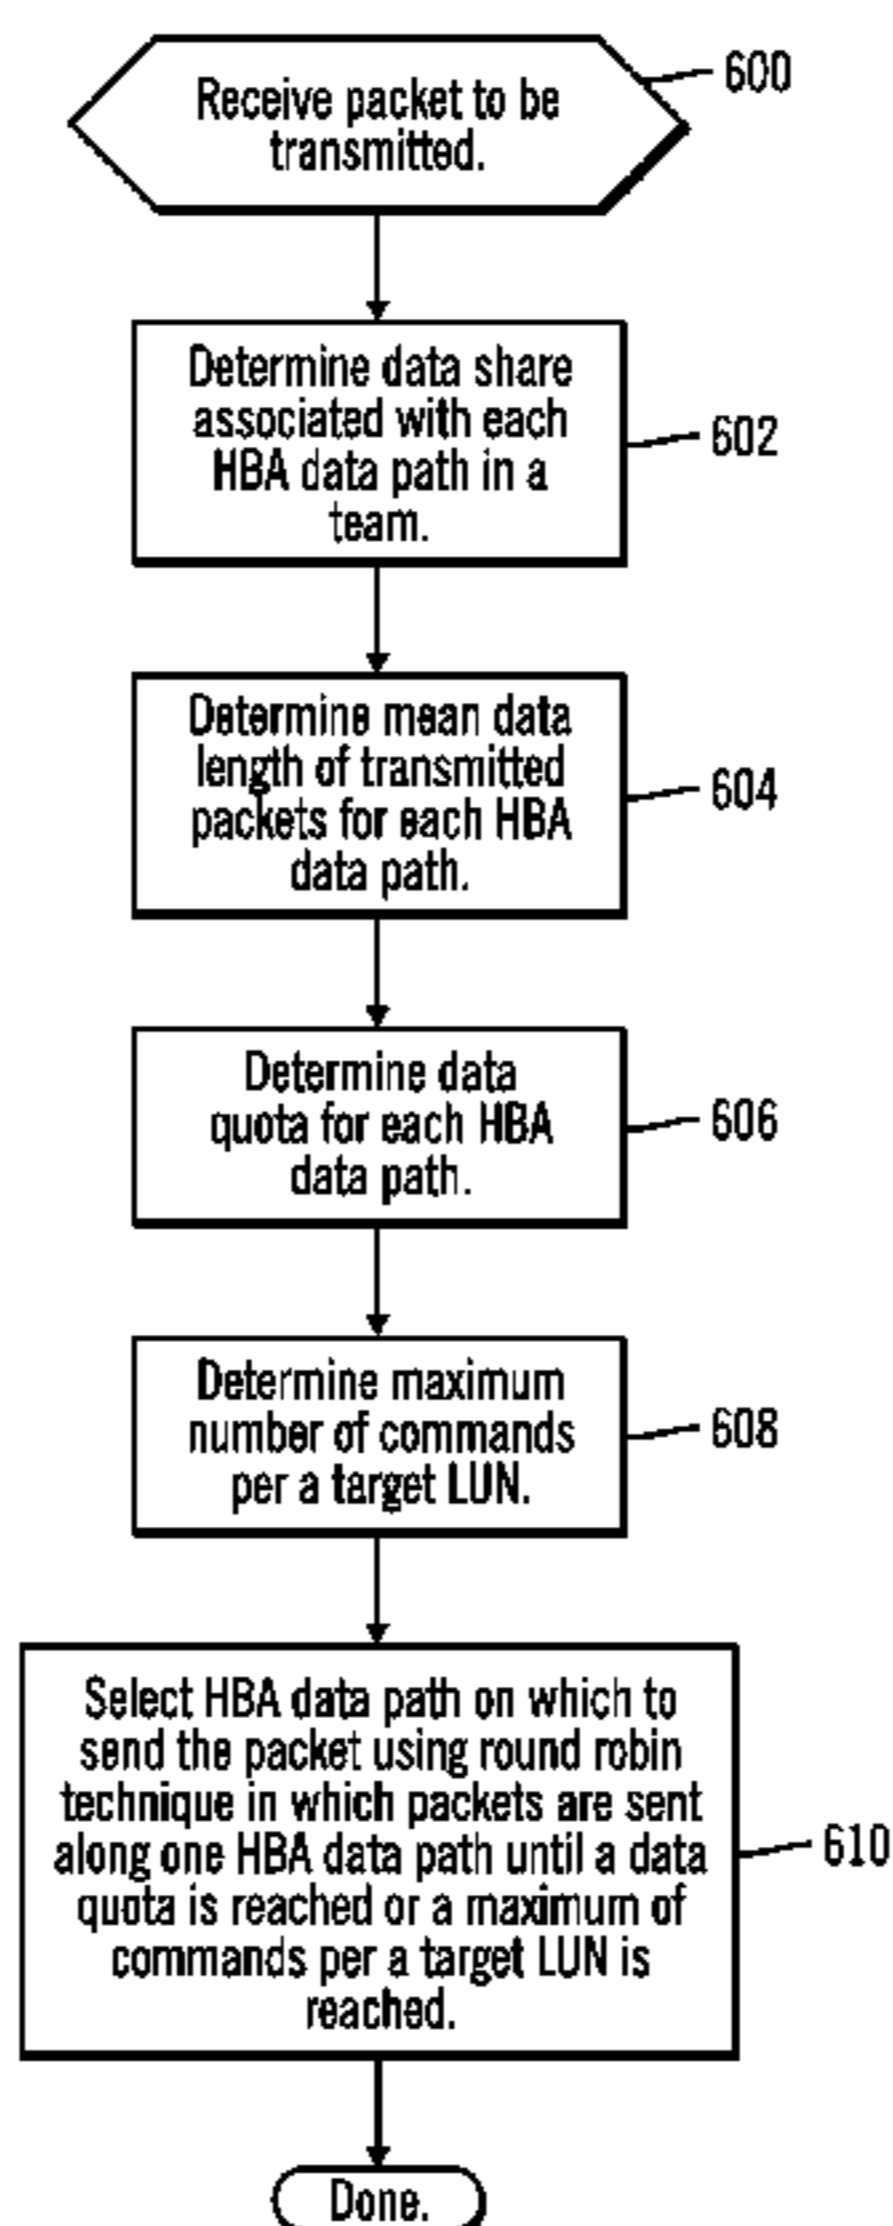 Receive packet to be
transmitted.
600
Determine data share
associated with each
HBA data path in a
team.
602
Determine mean data
length of transmitted
packets for each HBA
data path.
604
Determine data
quota for each HBA
data path.
606
Determine maximum
number of commands
per a target LUN.
608
Select HBA data path on which to
send the packet using round robin
technique in which packets are sent
along one HBA data path until a data
quota is reached or a maximum of
commands per a target LUN is
reached.
610
Done.